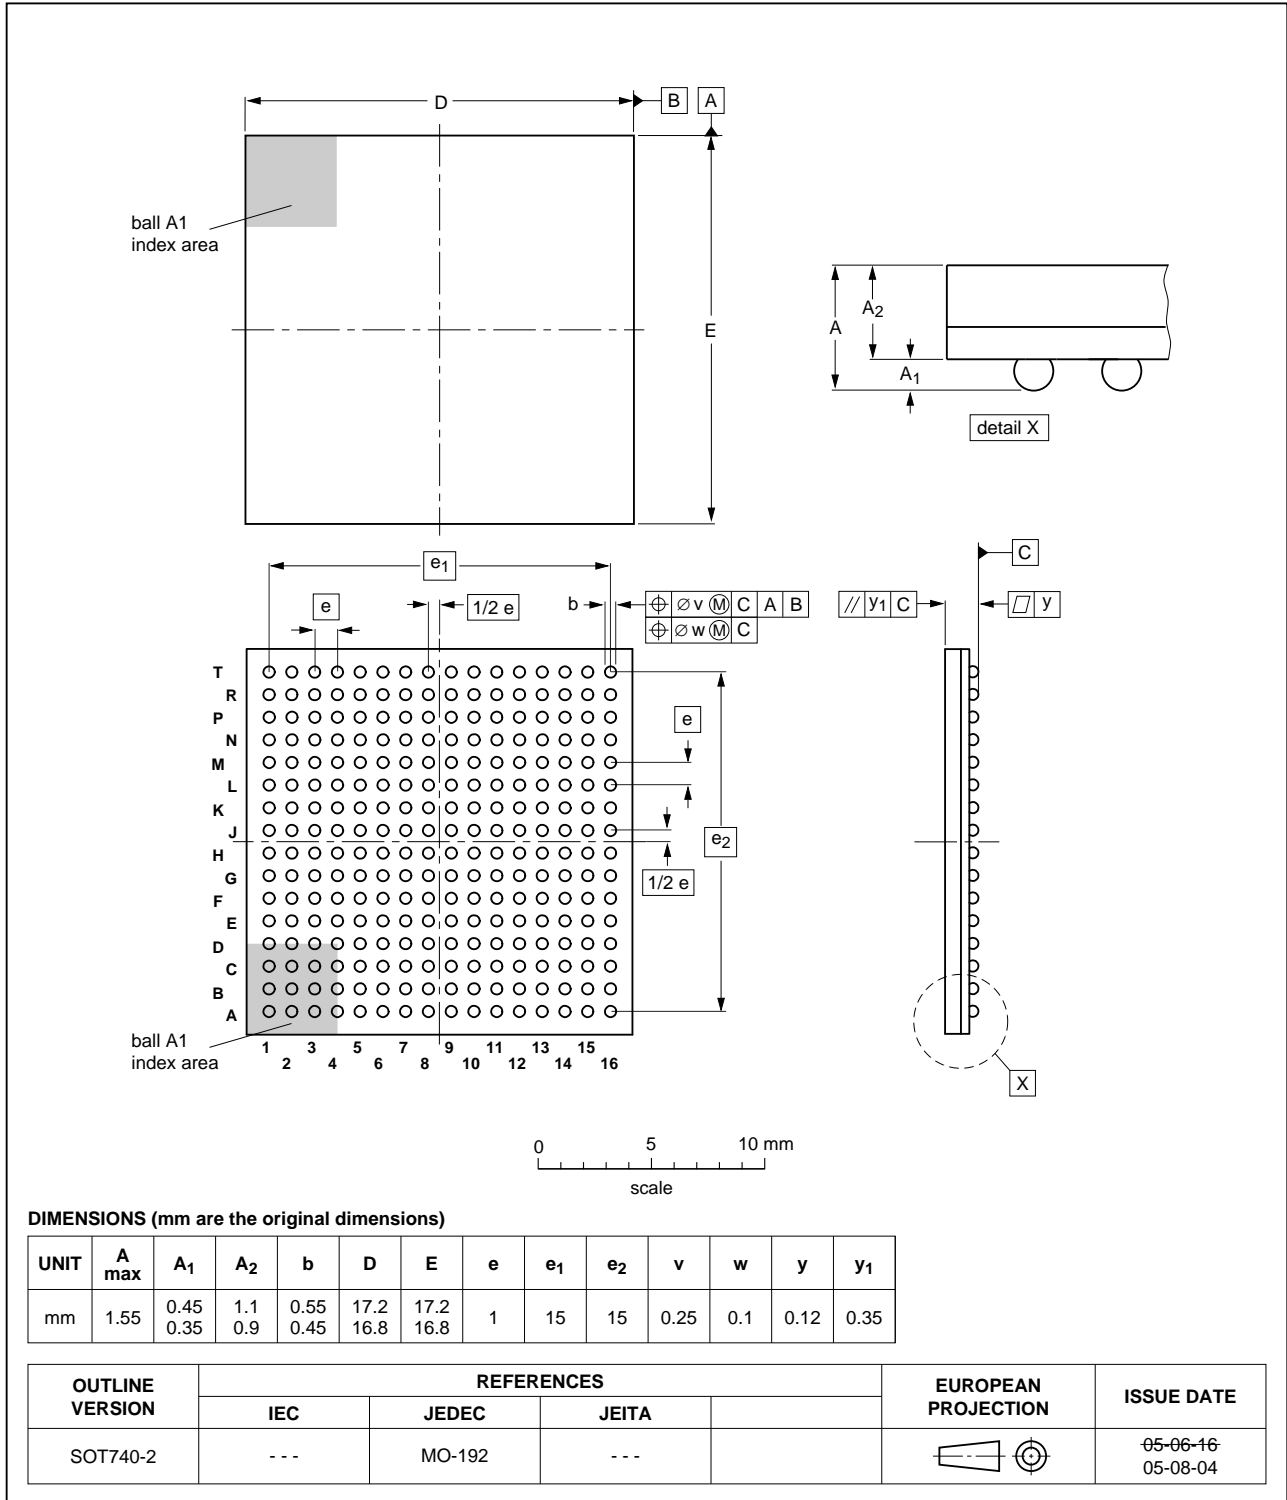 D
B A
ball A1
index area
E
A
A2
A1
detail X
e1
e
1/2 e
b
⌖ ∅ v Ⓜ C A B
⌖ ∅ w Ⓜ C
// y1 C
C
⏥ y
T
R
P
N
M
L
K
J
H
G
F
E
D
C
B
A
e
e2
1/2 e
ball A1
index area
1 3 5 7 9 11 13 15
2 4 6 8 10 12 14 16
X
0 5 10 mm
scale
DIMENSIONS (mm are the original dimensions)
UNIT A max A1 A2 b D E e e1 e2 v w y y1
mm 1.55 0.45 0.35 1.1 0.9 0.55 0.45 17.2 16.8 17.2 16.8 1 15 15 0.25 0.1 0.12 0.35
OUTLINE VERSION REFERENCES EUROPEAN PROJECTION ISSUE DATE
IEC JEDEC JEITA
SOT740-2 - - - MO-192 - - - 05-06-16
05-08-04